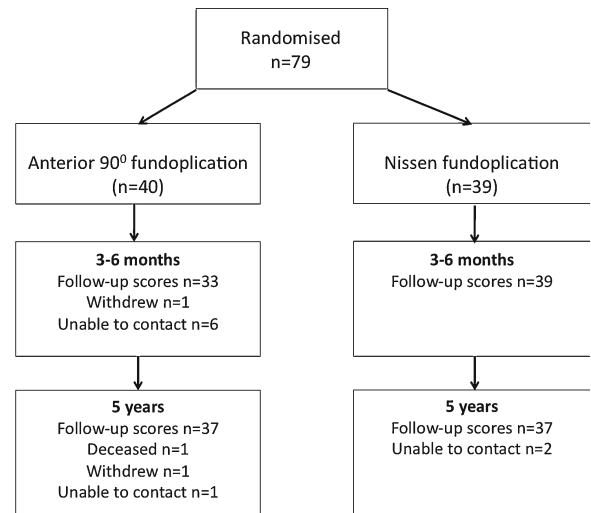 Randomised
n=79
Anterior 90⁰ fundoplication
(n=40)
Nissen fundoplication
(n=39)
3-6 months
Follow-up scores n=33
Withdrew n=1
Unable to contact n=6
3-6 months
Follow-up scores n=39
5 years
Follow-up scores n=37
Deceased n=1
Withdrew n=1
Unable to contact n=1
5 years
Follow-up scores n=37
Unable to contact n=2